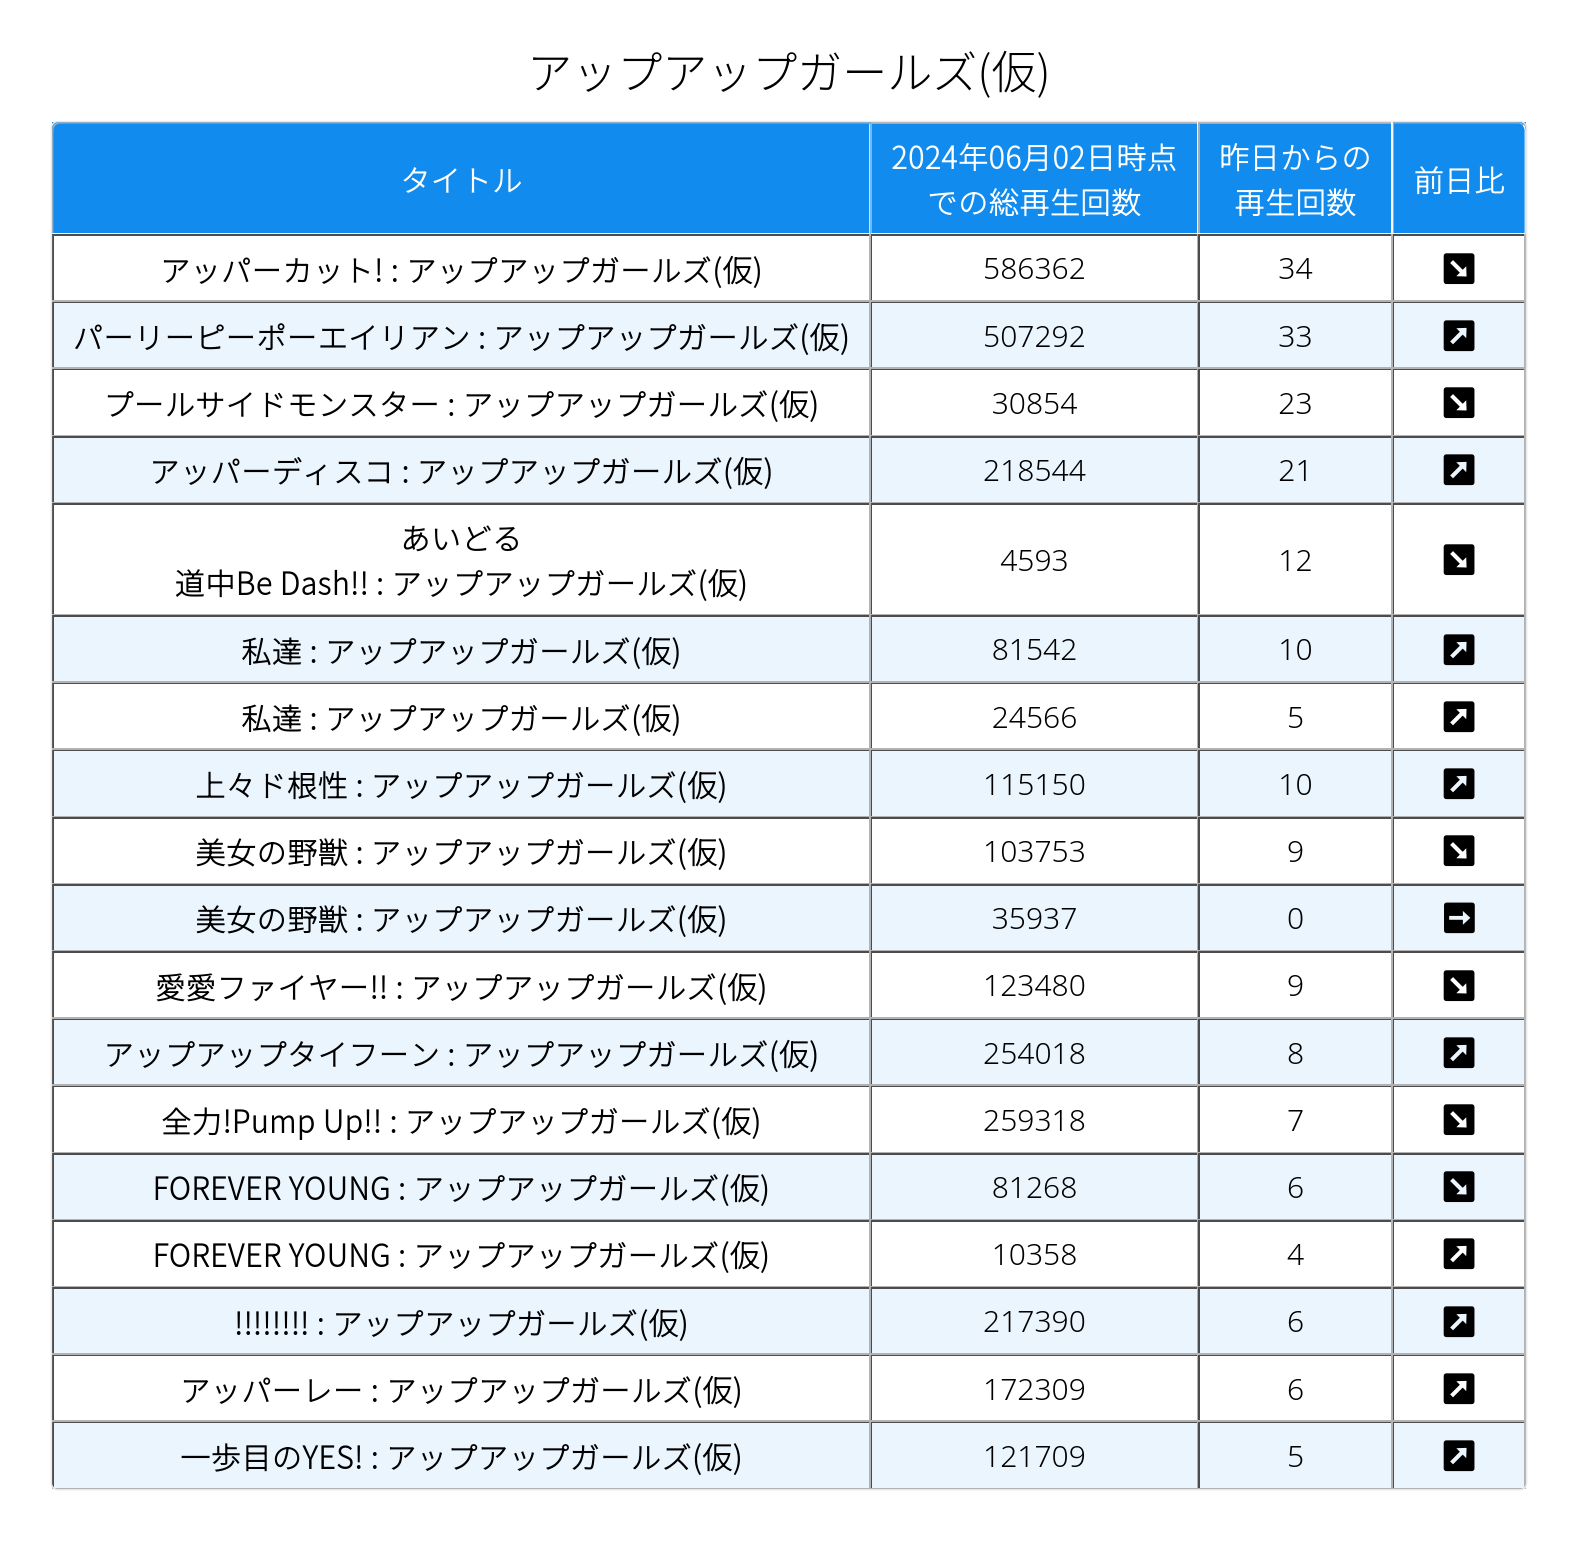 アップアップガールズ(仮)
タイトル
2024年06月02日時点
での総再生回数
昨日からの
再生回数
前日比
アッパーカット! : アップアップガールズ(仮) 586362 34 ↘
パーリーピーポーエイリアン : アップアップガールズ(仮) 507292 33 ↗
プールサイドモンスター : アップアップガールズ(仮) 30854 23 ↘
アッパーディスコ : アップアップガールズ(仮) 218544 21 ↗
あいどる
道中Be Dash!! : アップアップガールズ(仮) 4593 12 ↘
私達 : アップアップガールズ(仮) 81542 10 ↗
私達 : アップアップガールズ(仮) 24566 5 ↗
上々ド根性 : アップアップガールズ(仮) 115150 10 ↗
美女の野獣 : アップアップガールズ(仮) 103753 9 ↘
美女の野獣 : アップアップガールズ(仮) 35937 0 →
愛愛ファイヤー!! : アップアップガールズ(仮) 123480 9 ↘
アップアップタイフーン : アップアップガールズ(仮) 254018 8 ↗
全力!Pump Up!! : アップアップガールズ(仮) 259318 7 ↘
FOREVER YOUNG : アップアップガールズ(仮) 81268 6 ↘
FOREVER YOUNG : アップアップガールズ(仮) 10358 4 ↗
!!!!!!!! : アップアップガールズ(仮) 217390 6 ↗
アッパーレー : アップアップガールズ(仮) 172309 6 ↗
一歩目のYES! : アップアップガールズ(仮) 121709 5 ↗